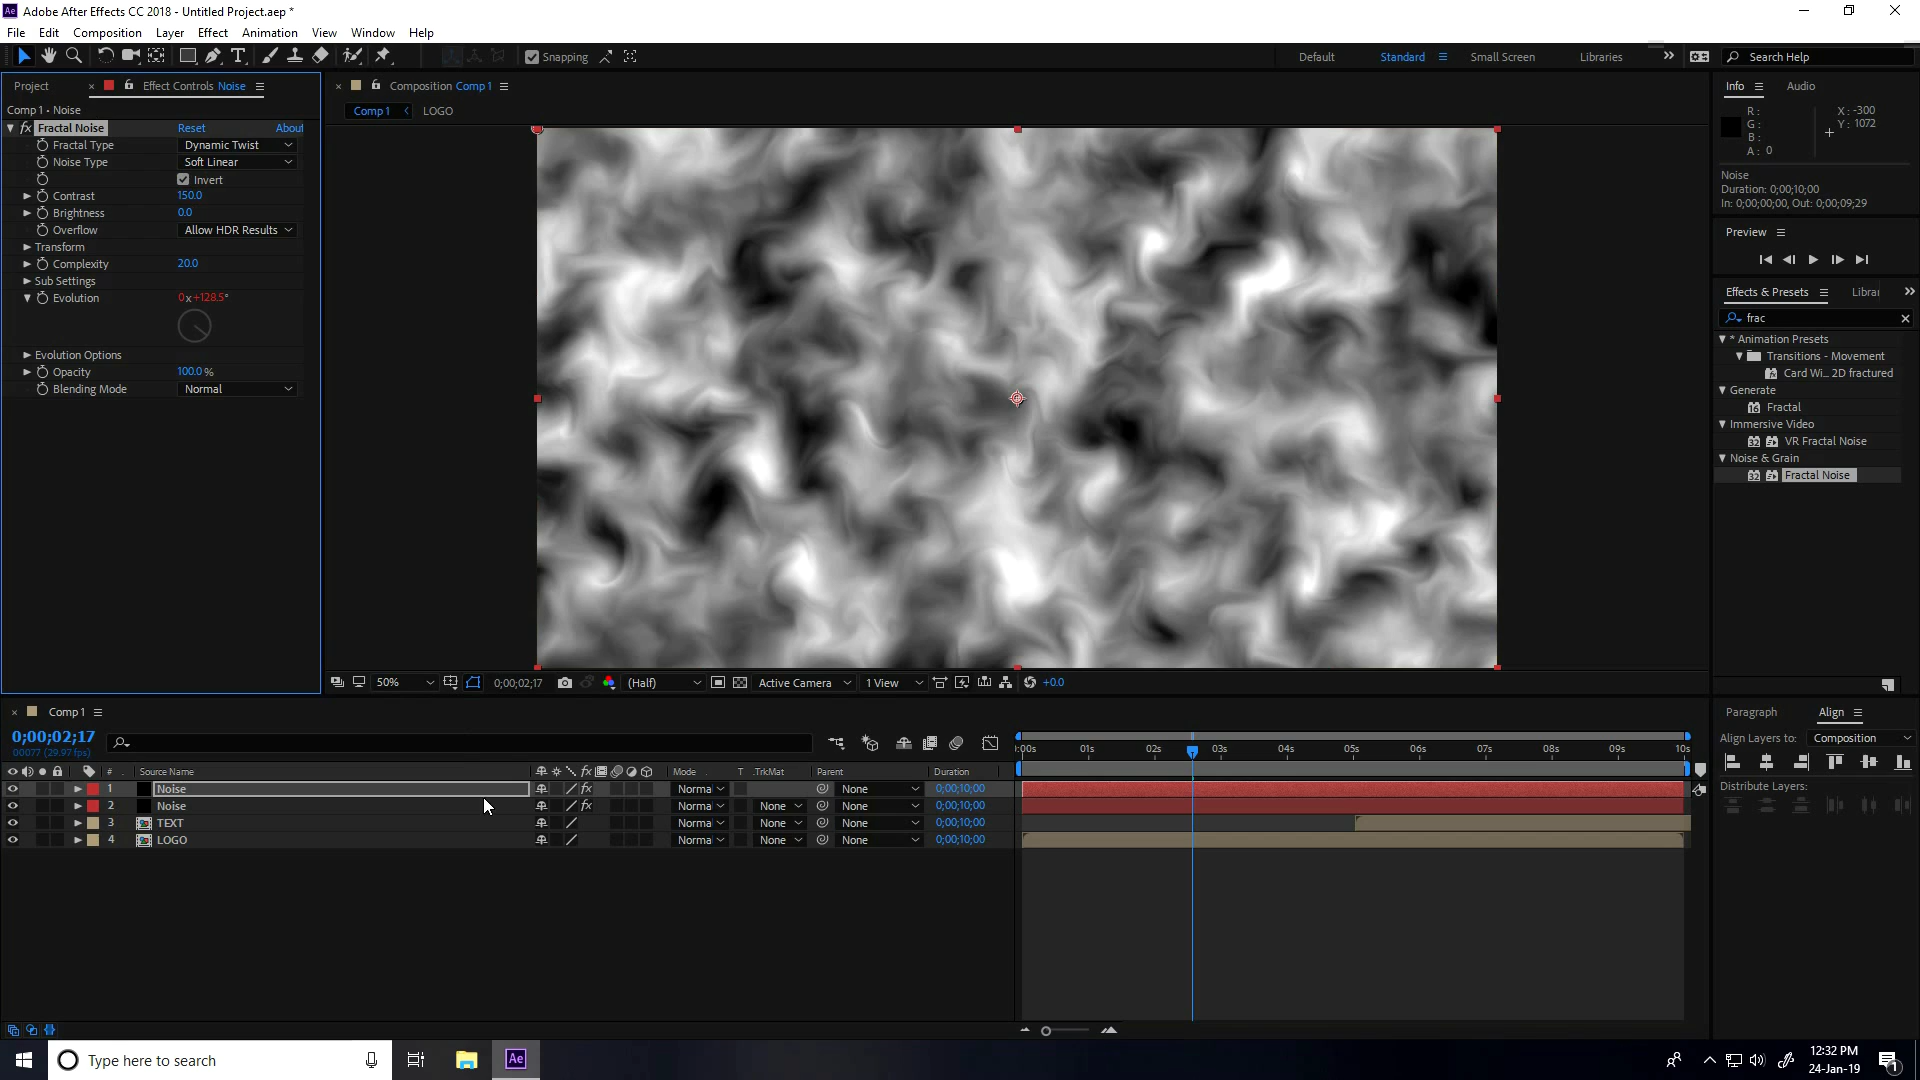 Adobe After Effects CC 2018 - Untitled Project.aep *
File Edit Composition Layer Effect Animation View Window Help
Snapping
Default Standard Small Screen Libraries Search Help
Project Effect Controls Noise
Composition Comp 1
Comp 1 LOGO
Comp 1 • Noise
Fractal Noise Reset About
Fractal Type Dynamic Twist
Noise Type Soft Linear
Invert
Contrast 150.0
Brightness 0.0
Overflow Allow HDR Results
Transform
Complexity 20.0
Sub Settings
Evolution 0x+128.5°
Evolution Options
Opacity 100.0 %
Blending Mode Normal
50% 0;00;02;17 (Half) Active Camera 1 View +0.0
Info Audio
R: X: -300
G: Y: 1072
B:
A: 0
Noise
Duration: 0;00;10;00
In: 0;00;00;00, Out: 0;00;09;29
Preview
Effects & Presets Librar
frac
* Animation Presets
Transitions - Movement
Card Wi... 2D fractured
Generate
Fractal
Immersive Video
VR Fractal Noise
Noise & Grain
Fractal Noise
Comp 1
0;00;02;17
00077 (29.97 fps)
:00s 01s 02s 03s 04s 05s 06s 07s 08s 09s 10s
# Source Name Mode T .TrkMat Parent Duration
1 Noise Norma None 0;00;10;00
2 Noise Norma None None 0;00;10;00
3 TEXT Norma None None 0;00;10;00
4 LOGO Norma None None 0;00;10;00
Paragraph Align
Align Layers to: Composition
Distribute Layers:
Type here to search
Ae
12:32 PM
24-Jan-19
1